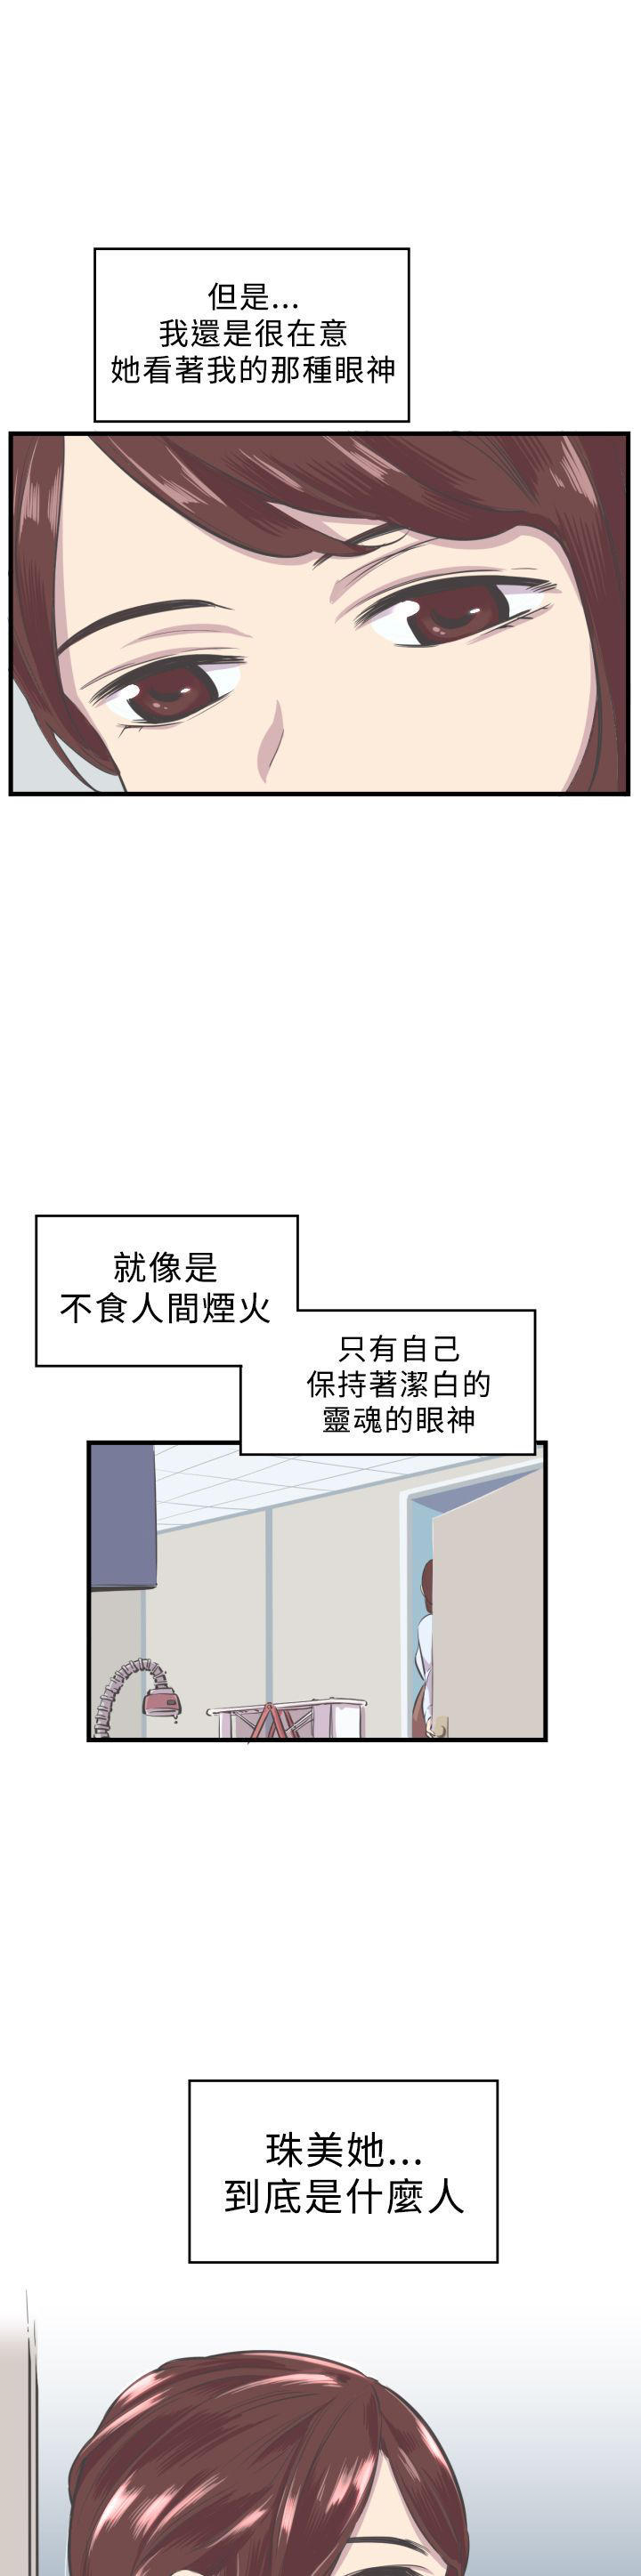 但是...
我還是很在意
她看著我的那種眼神
就像是
不食人間煙火
只有自己
保持著潔白的
靈魂的眼神
珠美她...
到底是什麼人